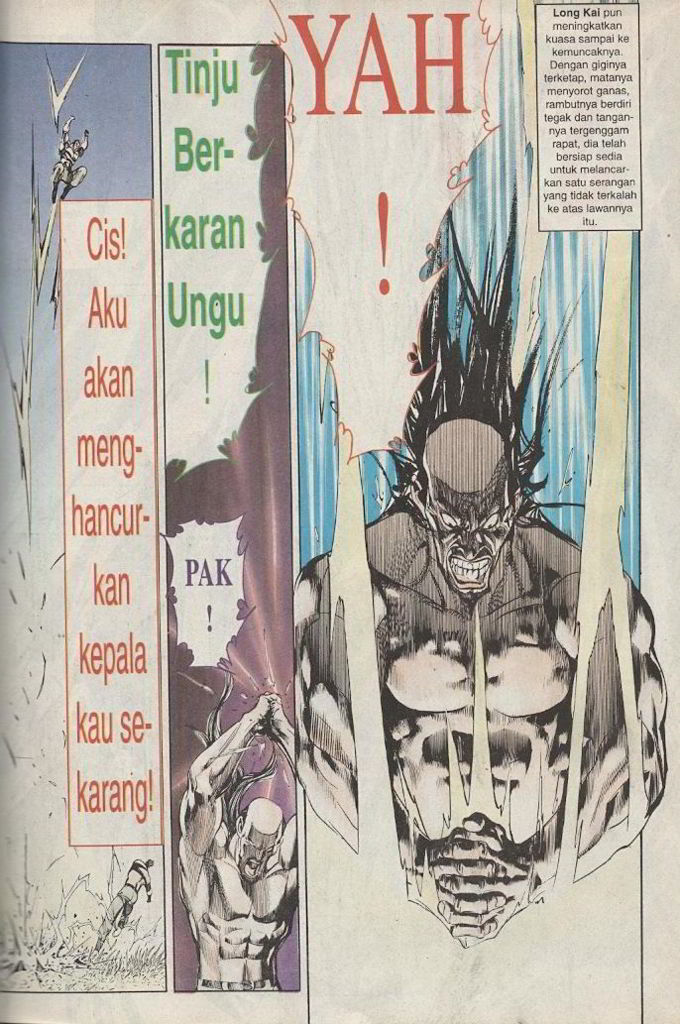 YAH
!
Long Kai pun
meningkatkan
kuasa sampai ke
kemuncaknya.
Dengan giginya
terketap, matanya
menyorot ganas,
rambutnya berdiri
tegak dan tangan-
nya tergenggam
rapat, dia telah
bersiap sedia
untuk melancar-
kan satu serangan
yang tidak terkalah
ke atas lawannya
itu.
Tinju
Ber-
karan
Ungu
!
PAK
!
Cis!
Aku
akan
meng-
hancur-
kan
kepala
kau se-
karang!